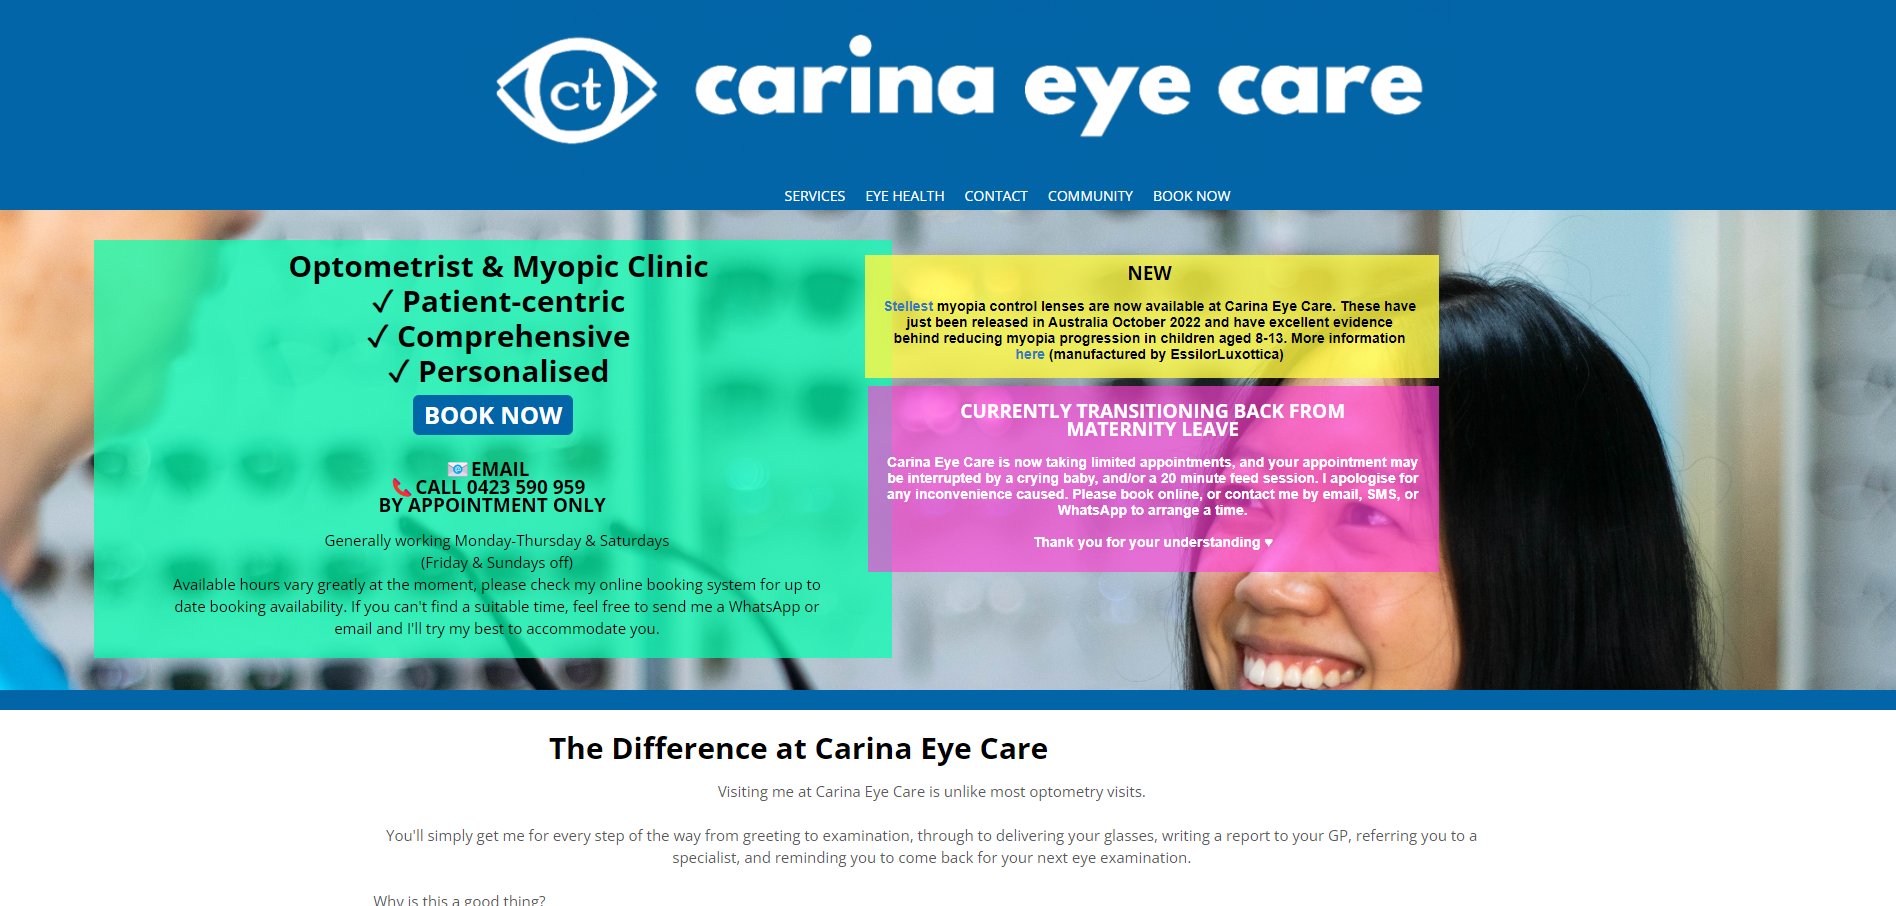 ct carina eye care
SERVICES EYE HEALTH CONTACT COMMUNITY BOOK NOW
Optometrist & Myopic Clinic
✓ Patient-centric
✓ Comprehensive
✓ Personalised
BOOK NOW
📧 EMAIL
📞 CALL 0423 590 959
BY APPOINTMENT ONLY
Generally working Monday-Thursday & Saturdays
(Friday & Sundays off)
Available hours vary greatly at the moment, please check my online booking system for up to
date booking availability. If you can't find a suitable time, feel free to send me a WhatsApp or
email and I'll try my best to accommodate you.
NEW
Stellest myopia control lenses are now available at Carina Eye Care. These have
just been released in Australia October 2022 and have excellent evidence
behind reducing myopia progression in children aged 8-13. More information
here (manufactured by EssilorLuxottica)
CURRENTLY TRANSITIONING BACK FROM
MATERNITY LEAVE
Carina Eye Care is now taking limited appointments, and your appointment may
be interrupted by a crying baby, and/or a 20 minute feed session. I apologise for
any inconvenience caused. Please book online, or contact me by email, SMS, or
WhatsApp to arrange a time.
Thank you for your understanding ♥
The Difference at Carina Eye Care
Visiting me at Carina Eye Care is unlike most optometry visits.
You'll simply get me for every step of the way from greeting to examination, through to delivering your glasses, writing a report to your GP, referring you to a
specialist, and reminding you to come back for your next eye examination.
Why is this a good thing?